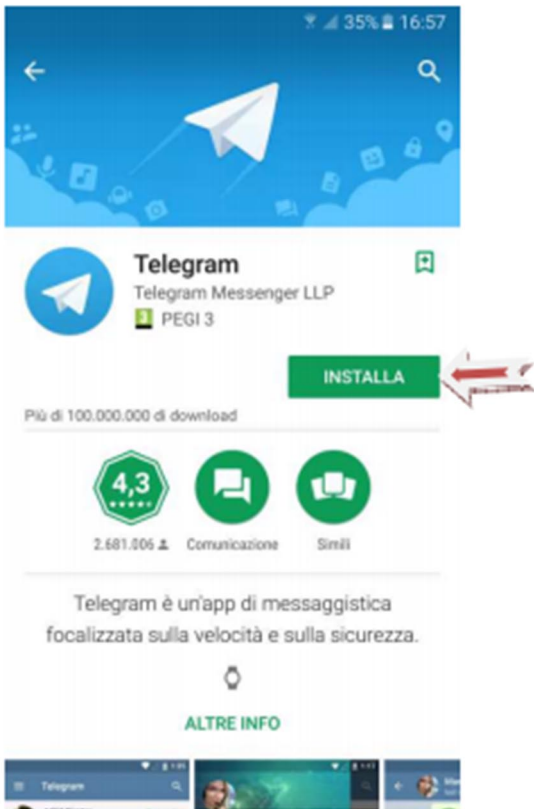 35% 16:57
Telegram
Telegram Messenger LLP
3 PEGI 3
INSTALLA
Più di 100.000.000 di download
4,3
2.681.006
Comunicazione
Simili
Telegram è un'app di messaggistica
focalizzata sulla velocità e sulla sicurezza.
ALTRE INFO
Telegram